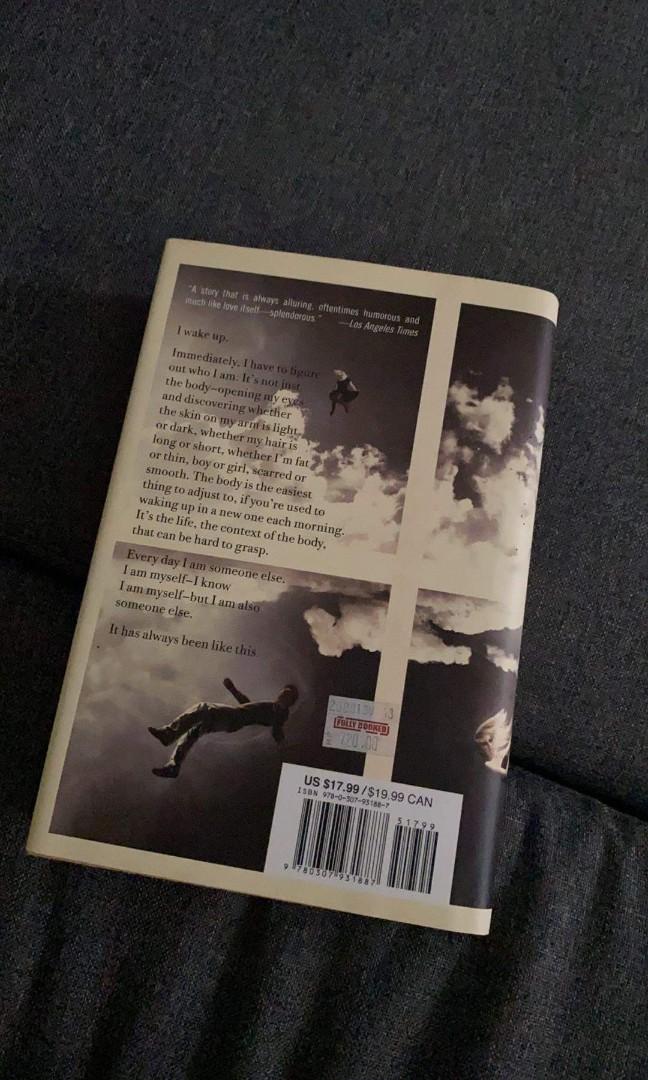 "A story that is always alluring, oftentimes humorous and
much like love itself—splendorous." —Los Angeles Times
I wake up.
Immediately, I have to figure
out who I am. It's not just
the body—opening my eyes
and discovering whether
the skin on my arm is light
or dark, whether my hair is
long or short, whether I'm fat
or thin, boy or girl, scarred or
smooth. The body is the easiest
thing to adjust to, if you're used to
waking up in a new one each morning.
It's the life, the context of the body,
that can be hard to grasp.
Every day I am someone else.
I am myself—I know
I am myself—but I am also
someone else.
It has always been like this
FULLY BOOKED
US $17.99 / $19.99 CAN
ISBN 978-0-307-93188-7
51799
9 780307 931887